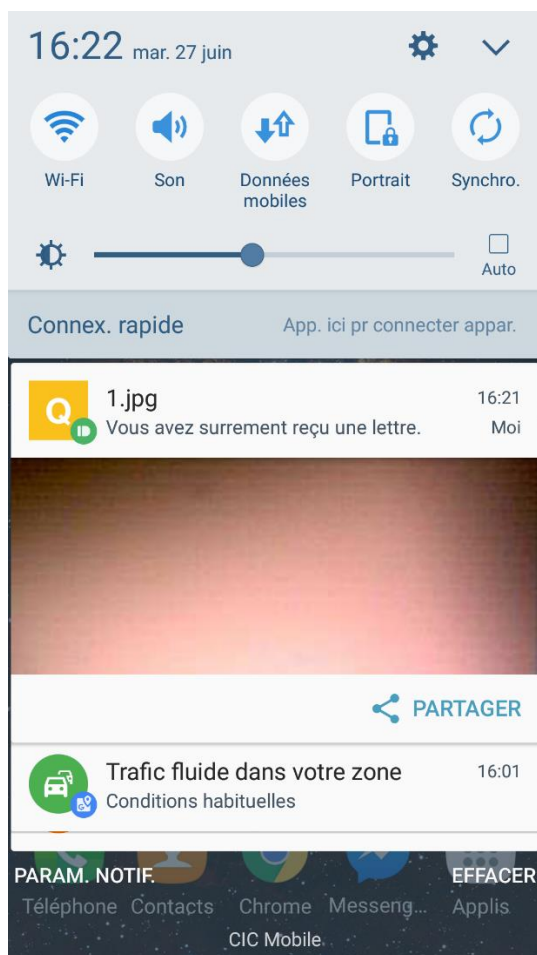 16:22 mar. 27 juin
Wi-Fi Son Données mobiles Portrait Synchro.
Auto
Connex. rapide App. ici pr connecter appar.
Q 1.jpg 16:21
Vous avez surrement reçu une lettre. Moi
PARTAGER
Trafic fluide dans votre zone 16:01
Conditions habituelles
PARAM. NOTIF. EFFACER
Téléphone Contacts Chrome Messeng... Applis
CIC Mobile